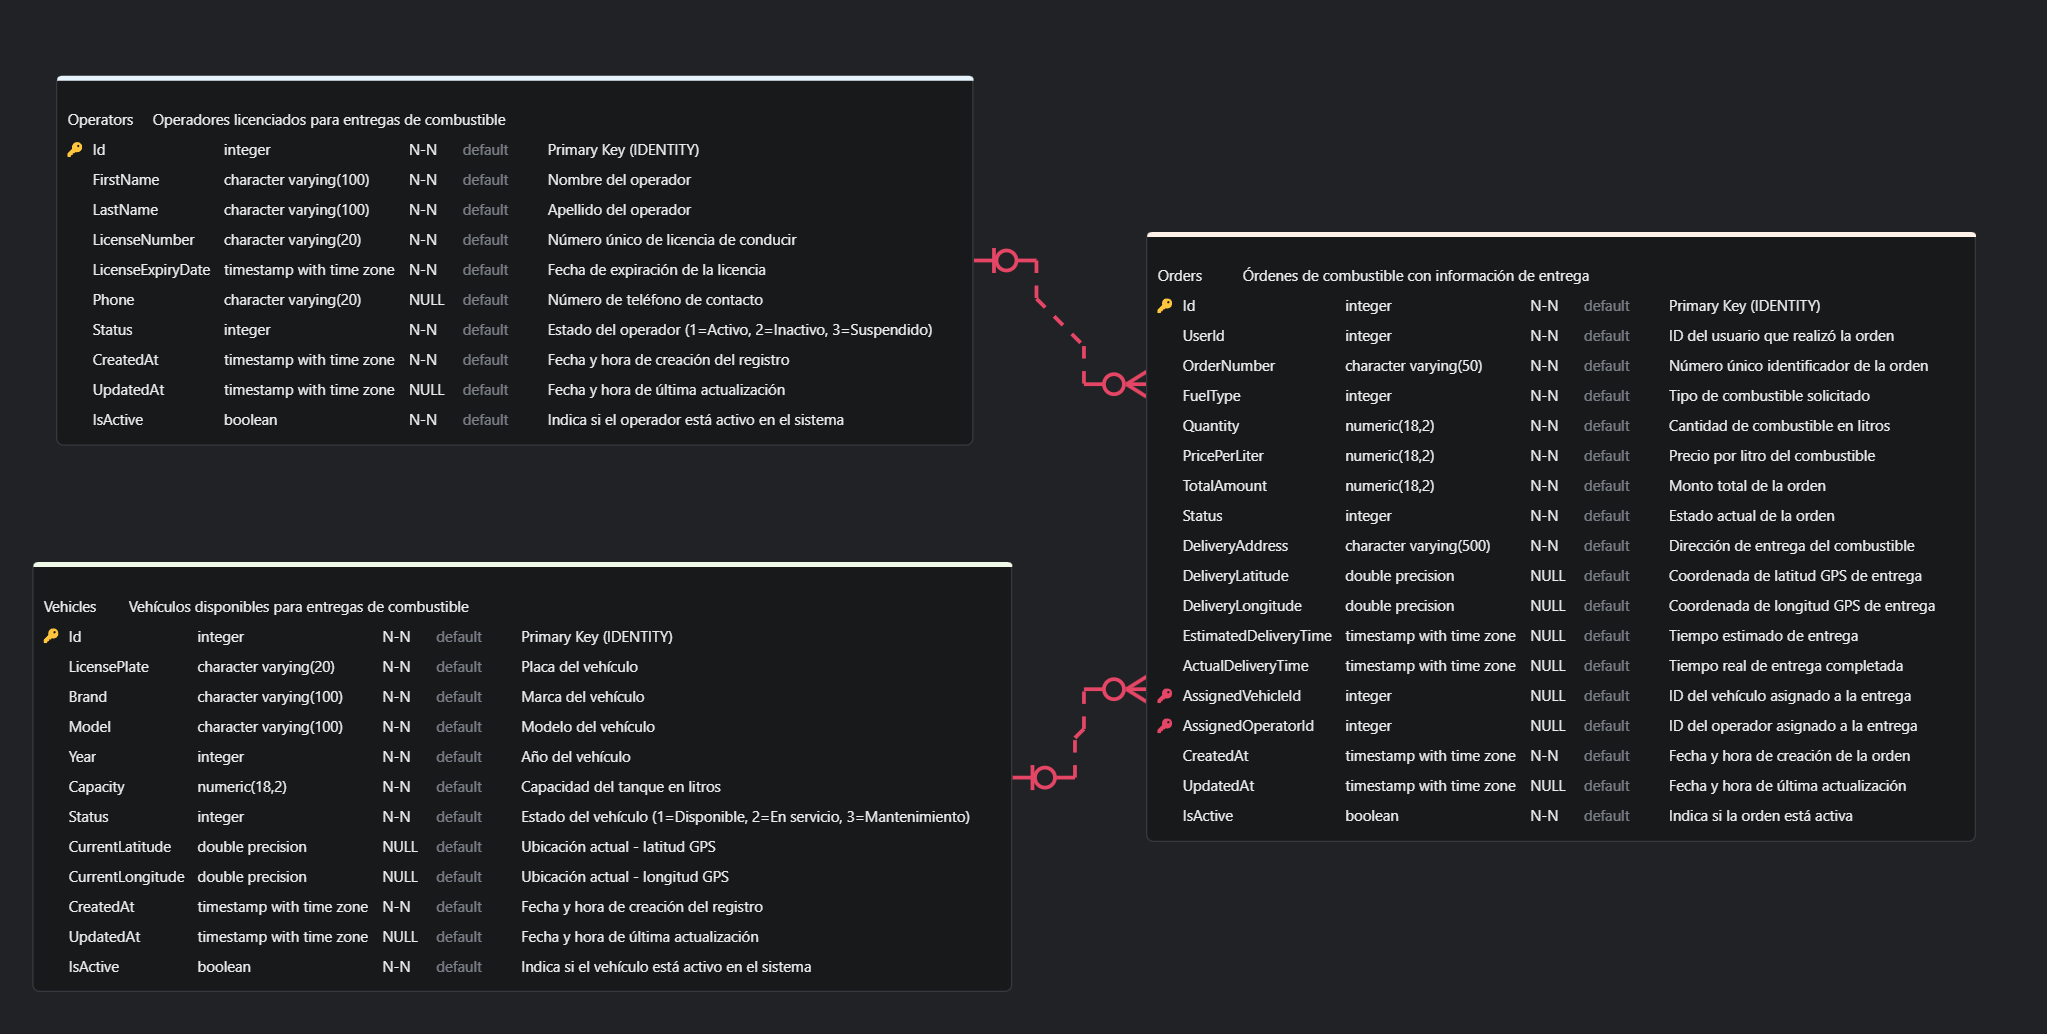 Operators Operadores licenciados para entregas de combustible
Id integer N-N default Primary Key (IDENTITY)
FirstName character varying(100) N-N default Nombre del operador
LastName character varying(100) N-N default Apellido del operador
LicenseNumber character varying(20) N-N default Número único de licencia de conducir
LicenseExpiryDate timestamp with time zone N-N default Fecha de expiración de la licencia
Phone character varying(20) NULL default Número de teléfono de contacto
Status integer N-N default Estado del operador (1=Activo, 2=Inactivo, 3=Suspendido)
CreatedAt timestamp with time zone N-N default Fecha y hora de creación del registro
UpdatedAt timestamp with time zone NULL default Fecha y hora de última actualización
IsActive boolean N-N default Indica si el operador está activo en el sistema
Vehicles Vehículos disponibles para entregas de combustible
Id integer N-N default Primary Key (IDENTITY)
LicensePlate character varying(20) N-N default Placa del vehículo
Brand character varying(100) N-N default Marca del vehículo
Model character varying(100) N-N default Modelo del vehículo
Year integer N-N default Año del vehículo
Capacity numeric(18,2) N-N default Capacidad del tanque en litros
Status integer N-N default Estado del vehículo (1=Disponible, 2=En servicio, 3=Mantenimiento)
CurrentLatitude double precision NULL default Ubicación actual - latitud GPS
CurrentLongitude double precision NULL default Ubicación actual - longitud GPS
CreatedAt timestamp with time zone N-N default Fecha y hora de creación del registro
UpdatedAt timestamp with time zone NULL default Fecha y hora de última actualización
IsActive boolean N-N default Indica si el vehículo está activo en el sistema
Orders Órdenes de combustible con información de entrega
Id integer N-N default Primary Key (IDENTITY)
UserId integer N-N default ID del usuario que realizó la orden
OrderNumber character varying(50) N-N default Número único identificador de la orden
FuelType integer N-N default Tipo de combustible solicitado
Quantity numeric(18,2) N-N default Cantidad de combustible en litros
PricePerLiter numeric(18,2) N-N default Precio por litro del combustible
TotalAmount numeric(18,2) N-N default Monto total de la orden
Status integer N-N default Estado actual de la orden
DeliveryAddress character varying(500) N-N default Dirección de entrega del combustible
DeliveryLatitude double precision NULL default Coordenada de latitud GPS de entrega
DeliveryLongitude double precision NULL default Coordenada de longitud GPS de entrega
EstimatedDeliveryTime timestamp with time zone NULL default Tiempo estimado de entrega
ActualDeliveryTime timestamp with time zone NULL default Tiempo real de entrega completada
AssignedVehicleId integer NULL default ID del vehículo asignado a la entrega
AssignedOperatorId integer NULL default ID del operador asignado a la entrega
CreatedAt timestamp with time zone N-N default Fecha y hora de creación de la orden
UpdatedAt timestamp with time zone NULL default Fecha y hora de última actualización
IsActive boolean N-N default Indica si la orden está activa